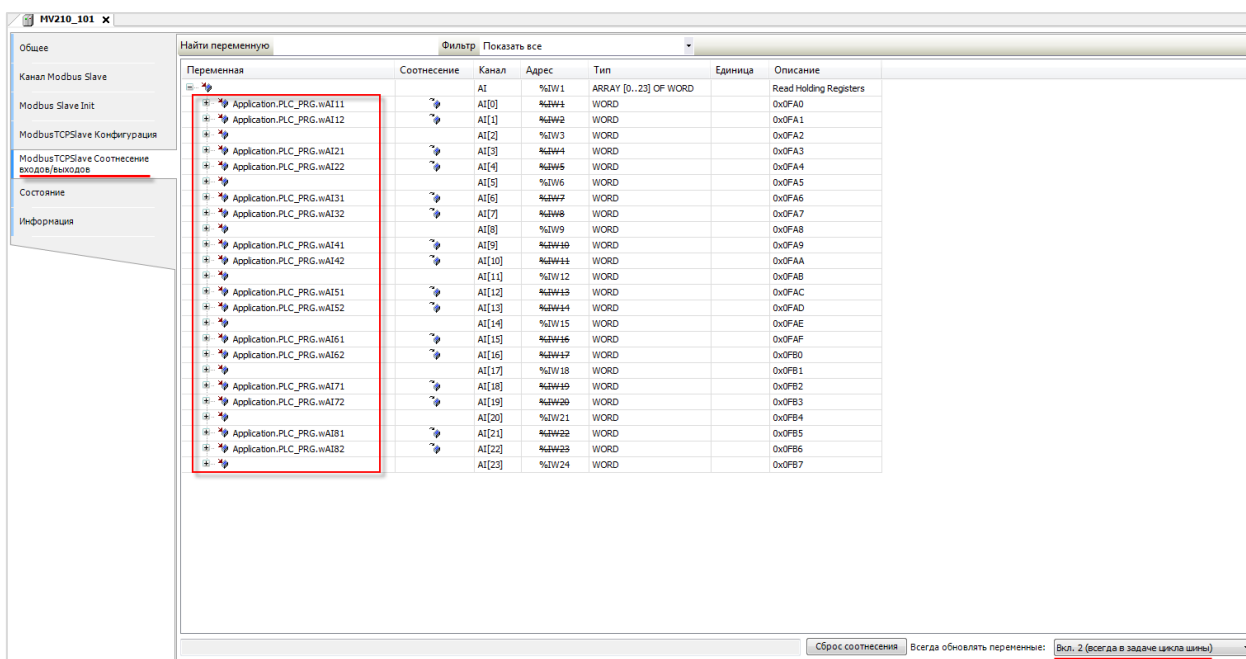 MV210_101 X
Общее
Канал Modbus Slave
Modbus Slave Init
ModbusTCPSlave Конфигурация
ModbusTCPSlave Соотнесение
входов/выходов
Состояние
Информация
Найти переменную Фильтр Показать все
Переменная Соотнесение Канал Адрес Тип Единица Описание
AI %IW1 ARRAY [0..23] OF WORD Read Holding Registers
Application.PLC_PRG.wAI11 AI[0] %IW1 WORD 0x0FA0
Application.PLC_PRG.wAI12 AI[1] %IW2 WORD 0x0FA1
AI[2] %IW3 WORD 0x0FA2
Application.PLC_PRG.wAI21 AI[3] %IW4 WORD 0x0FA3
Application.PLC_PRG.wAI22 AI[4] %IW5 WORD 0x0FA4
AI[5] %IW6 WORD 0x0FA5
Application.PLC_PRG.wAI31 AI[6] %IW7 WORD 0x0FA6
Application.PLC_PRG.wAI32 AI[7] %IW8 WORD 0x0FA7
AI[8] %IW9 WORD 0x0FA8
Application.PLC_PRG.wAI41 AI[9] %IW10 WORD 0x0FA9
Application.PLC_PRG.wAI42 AI[10] %IW11 WORD 0x0FAA
AI[11] %IW12 WORD 0x0FAB
Application.PLC_PRG.wAI51 AI[12] %IW13 WORD 0x0FAC
Application.PLC_PRG.wAI52 AI[13] %IW14 WORD 0x0FAD
AI[14] %IW15 WORD 0x0FAE
Application.PLC_PRG.wAI61 AI[15] %IW16 WORD 0x0FAF
Application.PLC_PRG.wAI62 AI[16] %IW17 WORD 0x0FB0
AI[17] %IW18 WORD 0x0FB1
Application.PLC_PRG.wAI71 AI[18] %IW19 WORD 0x0FB2
Application.PLC_PRG.wAI72 AI[19] %IW20 WORD 0x0FB3
AI[20] %IW21 WORD 0x0FB4
Application.PLC_PRG.wAI81 AI[21] %IW22 WORD 0x0FB5
Application.PLC_PRG.wAI82 AI[22] %IW23 WORD 0x0FB6
AI[23] %IW24 WORD 0x0FB7
Сброс соотнесения Всегда обновлять переменные: Вкл. 2 (всегда в задаче цикла шины)